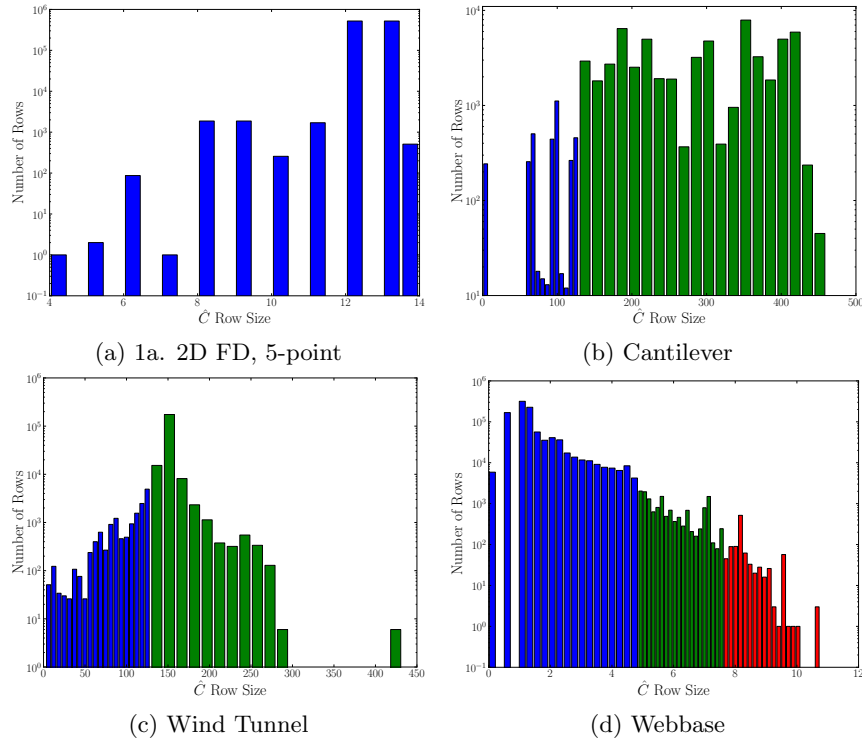 10^6
10^5
10^4
10^3
10^2
10^1
10^0
10^-1
Number of Rows
4 6 8 10 12 14
Ĉ Row Size
(a) 1a. 2D FD, 5-point
10^4
10^3
10^2
10^1
Number of Rows
0 100 200 300 400 500
Ĉ Row Size
(b) Cantilever
10^6
10^5
10^4
10^3
10^2
10^1
10^0
Number of Rows
0 50 100 150 200 250 300 350 400 450
Ĉ Row Size
(c) Wind Tunnel
10^6
10^5
10^4
10^3
10^2
10^1
10^0
10^-1
Number of Rows
0 2 4 6 8 10 12
Ĉ Row Size
(d) Webbase